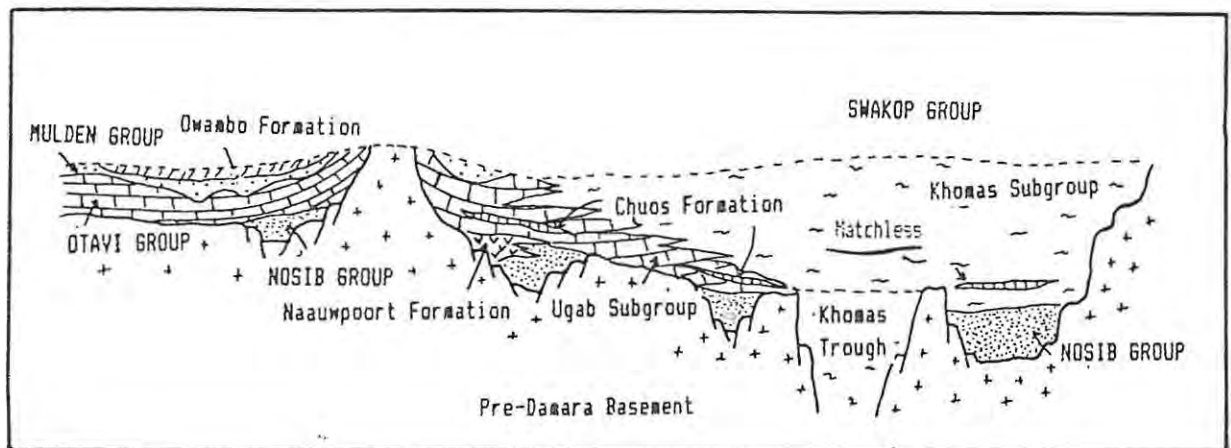 SWAKOP GROUP
MULDEN GROUP
Owambo Formation
Khomas Subgroup
Chuos Formation
Matchless
OTAVI GROUP
NOSIB GROUP
Naauwpoort Formation
Ugab Subgroup
Khomas
Trough
NOSIB GROUP
Pre-Damara Basement